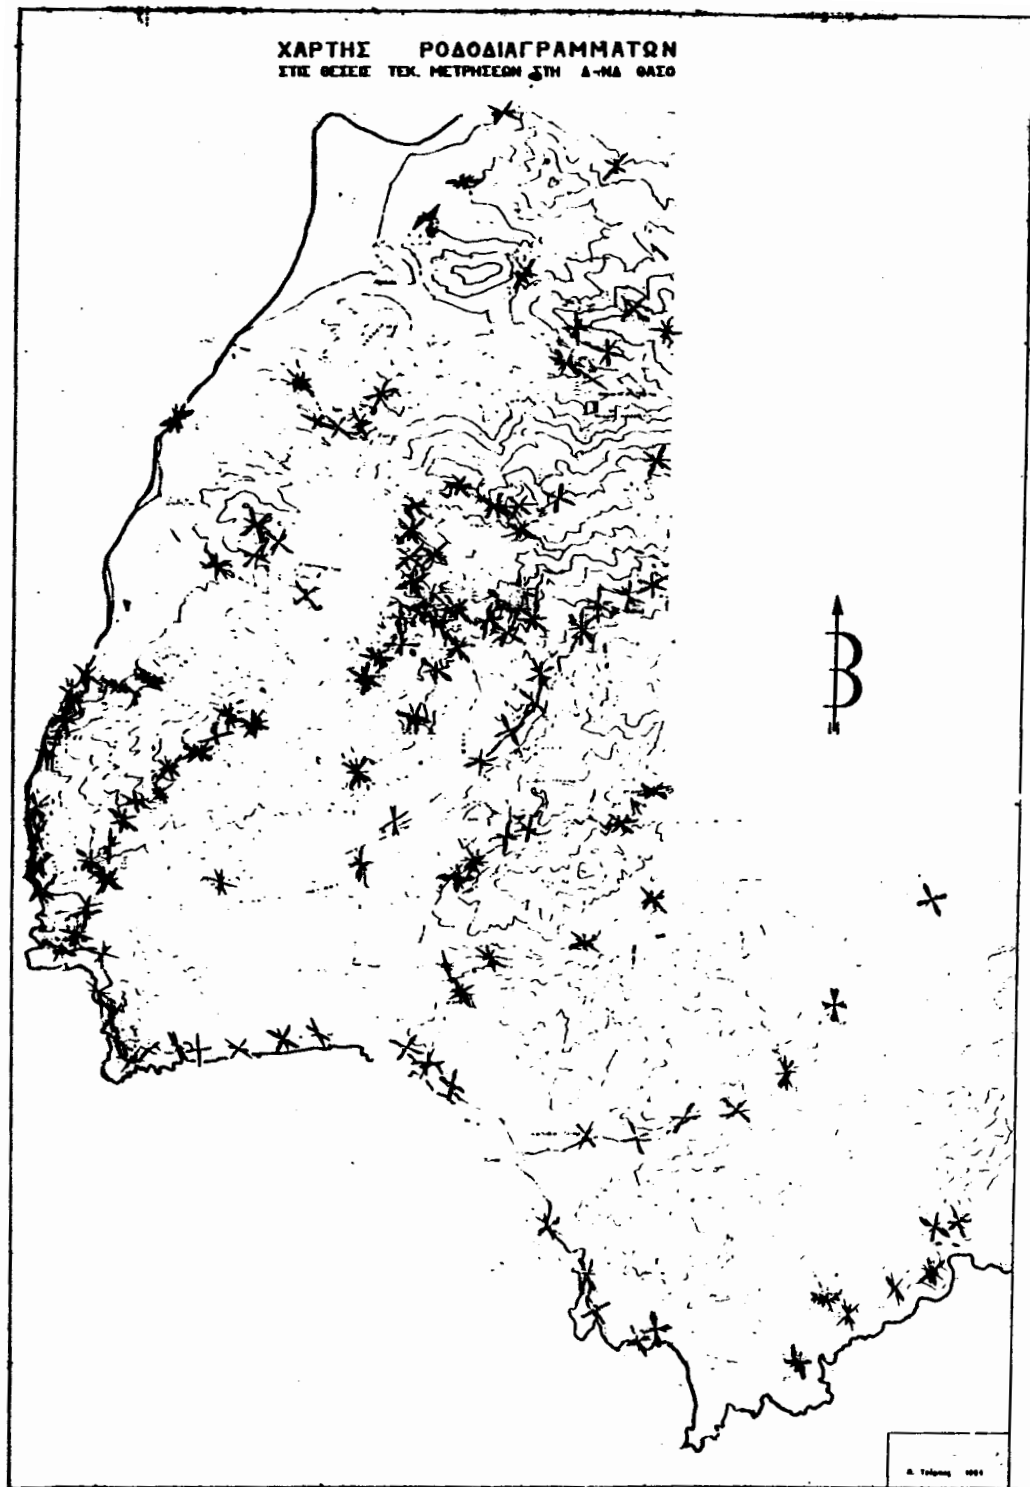 ΧΑΡΤΗΣ ΡΟΔΟΔΙΑΓΡΑΜΜΑΤΩΝ
ΣΤΙΣ ΘΕΣΕΙΣ ΤΕΚ. ΜΕΤΡΗΣΕΩΝ ΣΤΗ Δ-ΝΔ ΘΑΣΟ
Β
Δ.